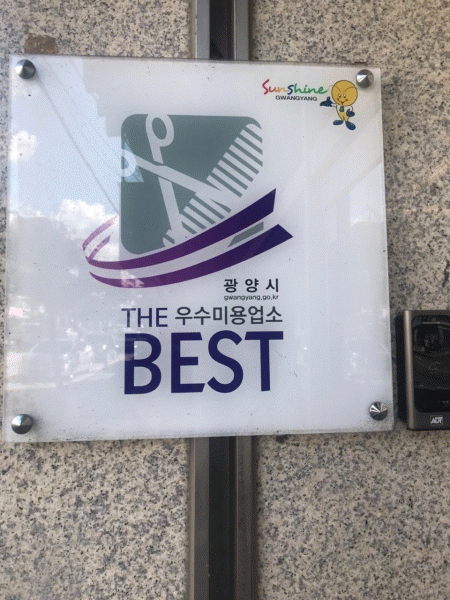 Sunshine
GWANGYANG
광양시
gwangyang.go.kr
THE 우수미용업소
BEST
ADT